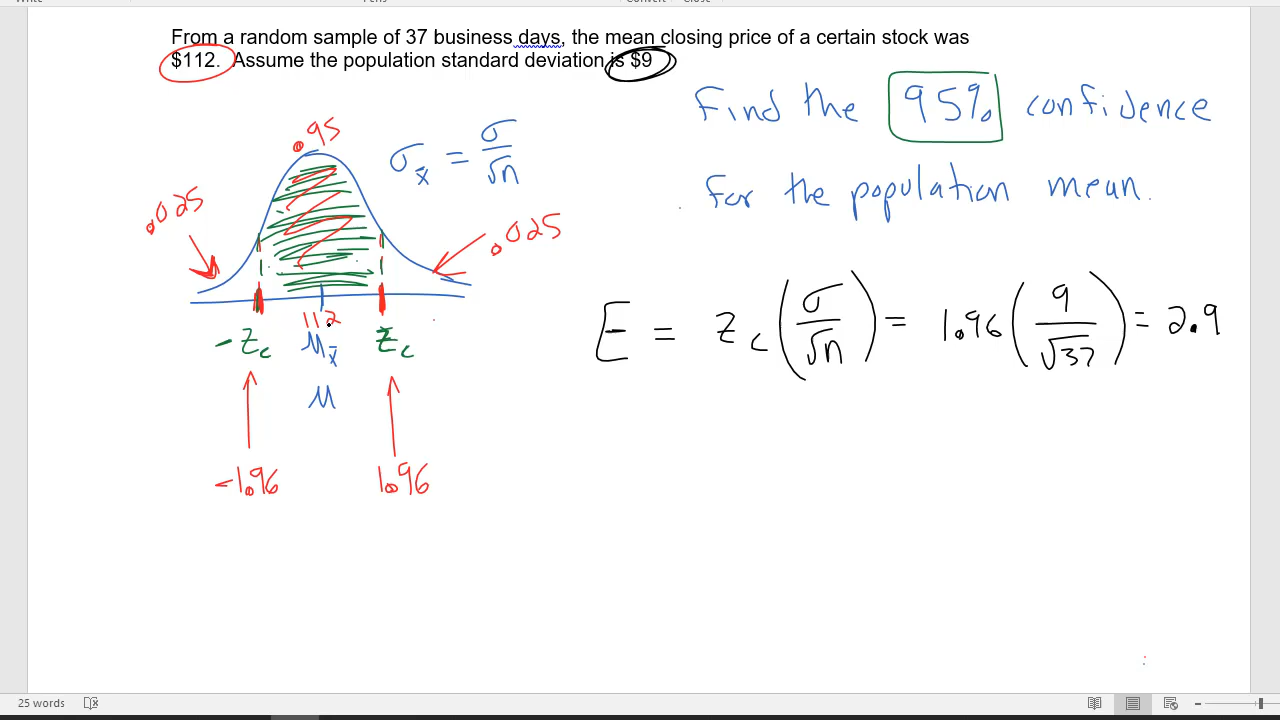 From a random sample of 37 business days, the mean closing price of a certain stock was
$112. Assume the population standard deviation is $9
Find the 95% confidence
for the population mean.
.95
σx̄ = σ/√n
.025
.025
E = zc(σ/√n) = 1.96(9/√37) = 2.9
112
-zc μx̄ zc
μ
-1.96 1.96
25 words